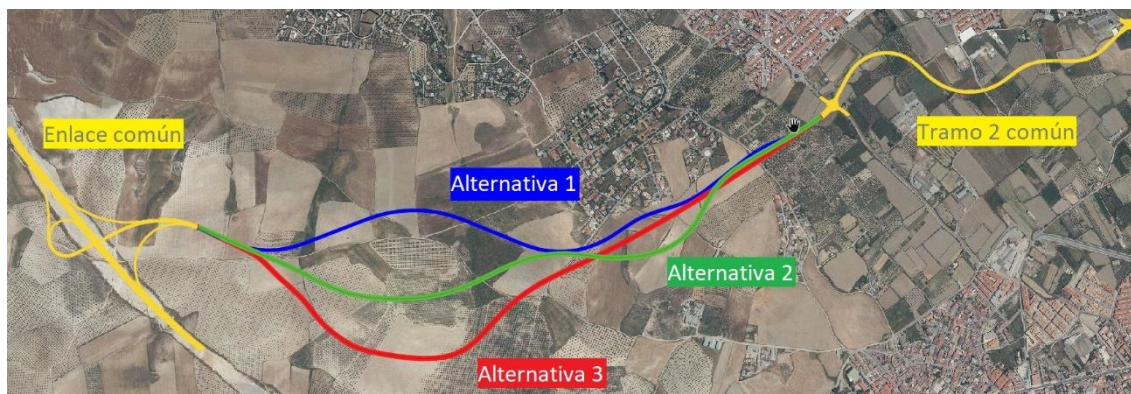 Enlace común
Alternativa 1
Tramo 2 común
Alternativa 2
Alternativa 3